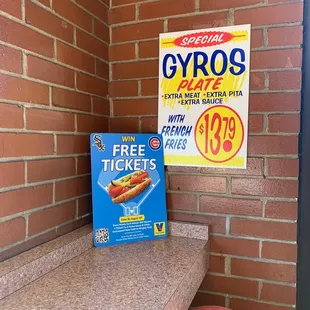 SPECIAL
GYROS
PLATE
• EXTRA MEAT • EXTRA PITA
• EXTRA SAUCE •
WITH
FRENCH
FRIES
$13.79
WIN
FREE
TICKETS